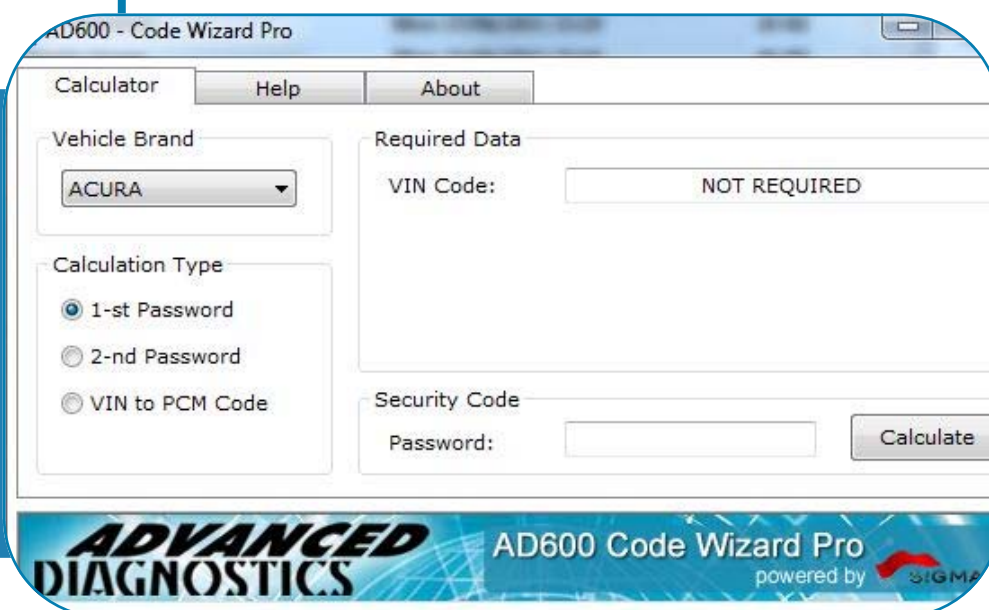 AD600 - Code Wizard Pro
Calculator Help About
Vehicle Brand
ACURA
Required Data
VIN Code: NOT REQUIRED
Calculation Type
1-st Password
2-nd Password
VIN to PCM Code
Security Code
Password: Calculate
ADVANCED
DIAGNOSTICS
AD600 Code Wizard Pro
powered by SIGMA